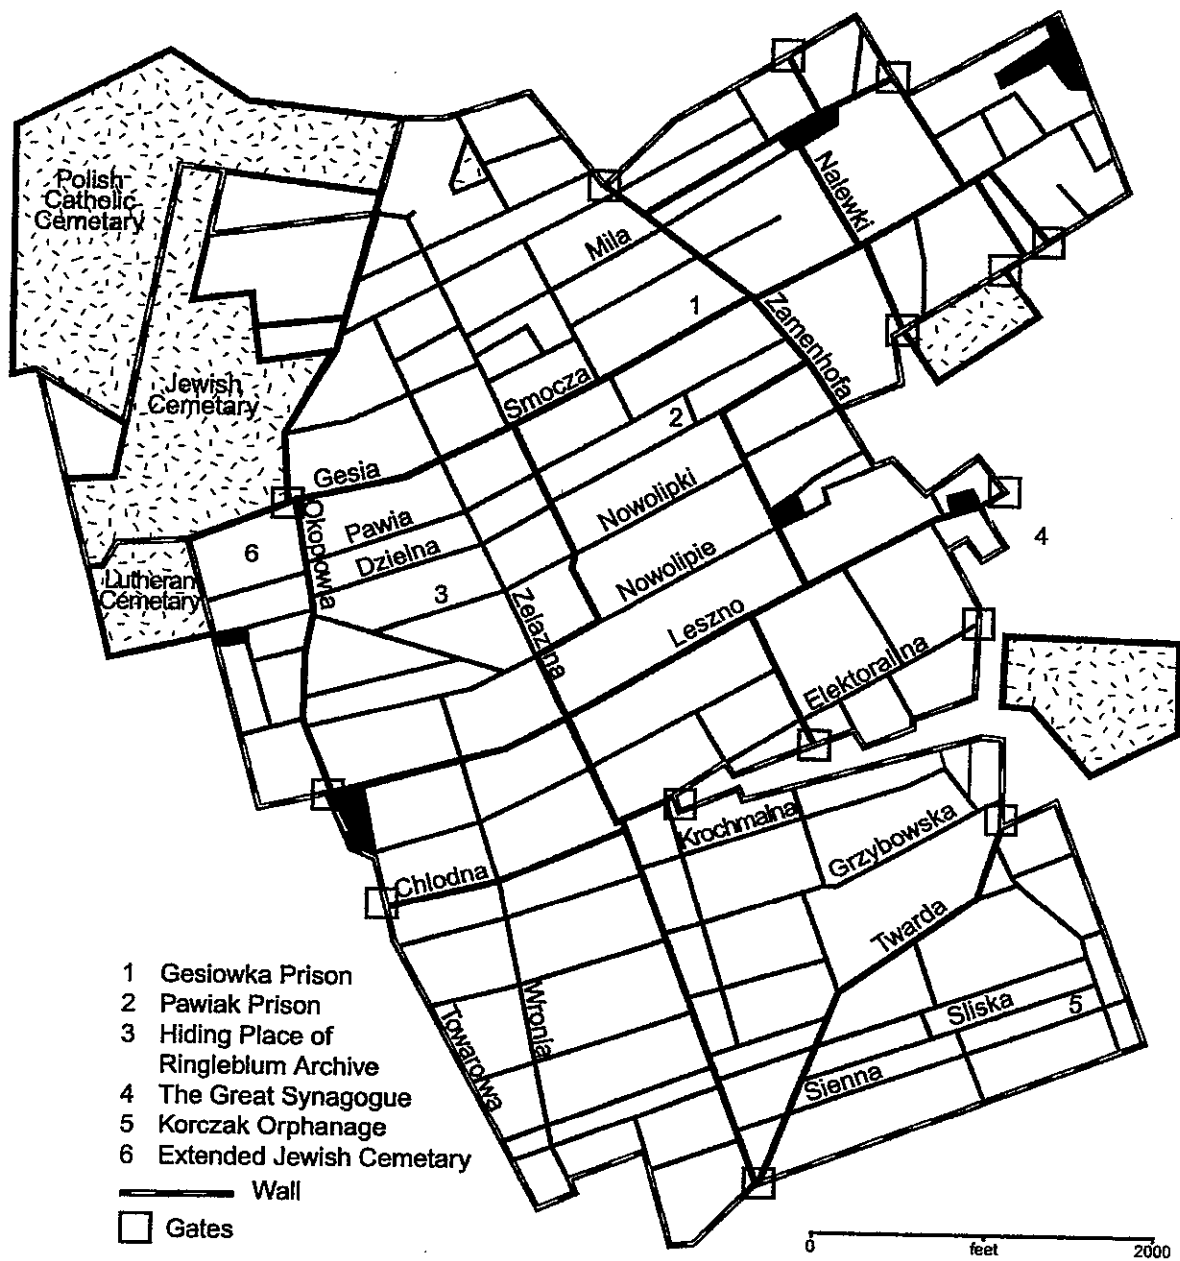 Polish
Catholic
Cemetary
Jewish
Cemetary
Lutheran
Cemetary
Nalewki
Mila
1
Zamenhofa
Smocza
2
Gesia
Okopowa
Pawia
Nowolipki
6
Dzielna
3
Nowolipie
4
Zelazna
Leszno
Elektoralna
Krochmalna
Grzybowska
Chlodna
Twarda
Wronia
Towarowa
Sliska
5
Sienna
1 Gesiowka Prison
2 Pawiak Prison
3 Hiding Place of
Ringleblum Archive
4 The Great Synagogue
5 Korczak Orphanage
6 Extended Jewish Cemetary
Wall
Gates
0 feet 2000